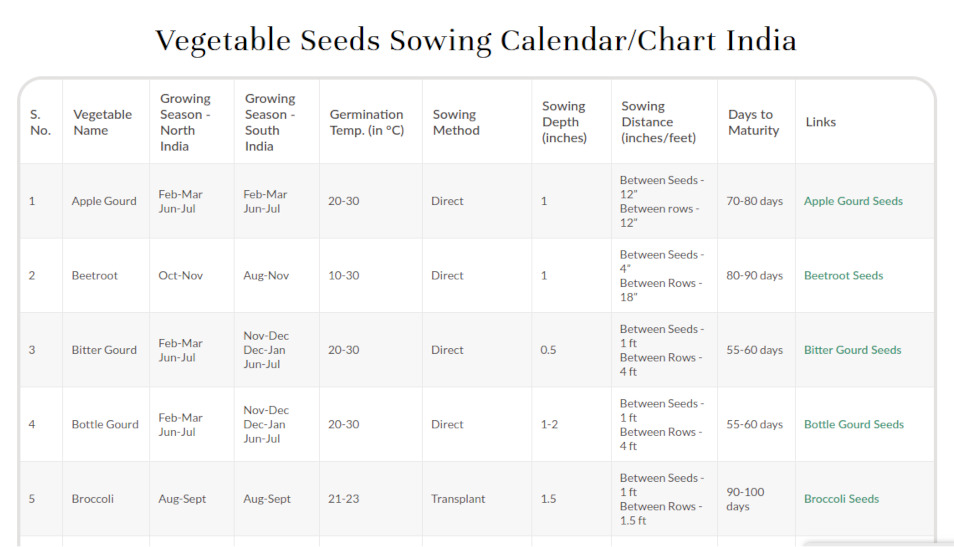 Vegetable Seeds Sowing Calendar/Chart India
S. No.
Vegetable Name
Growing Season - North India
Growing Season - South India
Germination Temp. (in °C)
Sowing Method
Sowing Depth (inches)
Sowing Distance (inches/feet)
Days to Maturity
Links
1
Apple Gourd
Feb-Mar
Jun-Jul
Feb-Mar
Jun-Jul
20-30
Direct
1
Between Seeds -
12"
Between rows -
12"
70-80 days
Apple Gourd Seeds
2
Beetroot
Oct-Nov
Aug-Nov
10-30
Direct
1
Between Seeds -
4"
Between Rows -
18"
80-90 days
Beetroot Seeds
3
Bitter Gourd
Feb-Mar
Jun-Jul
Nov-Dec
Dec-Jan
Jun-Jul
20-30
Direct
0.5
Between Seeds -
1 ft
Between Rows -
4 ft
55-60 days
Bitter Gourd Seeds
4
Bottle Gourd
Feb-Mar
Jun-Jul
Nov-Dec
Dec-Jan
Jun-Jul
20-30
Direct
1-2
Between Seeds -
1 ft
Between Rows -
4 ft
55-60 days
Bottle Gourd Seeds
5
Broccoli
Aug-Sept
Aug-Sept
21-23
Transplant
1.5
Between Seeds -
1 ft
Between Rows -
1.5 ft
90-100
days
Broccoli Seeds